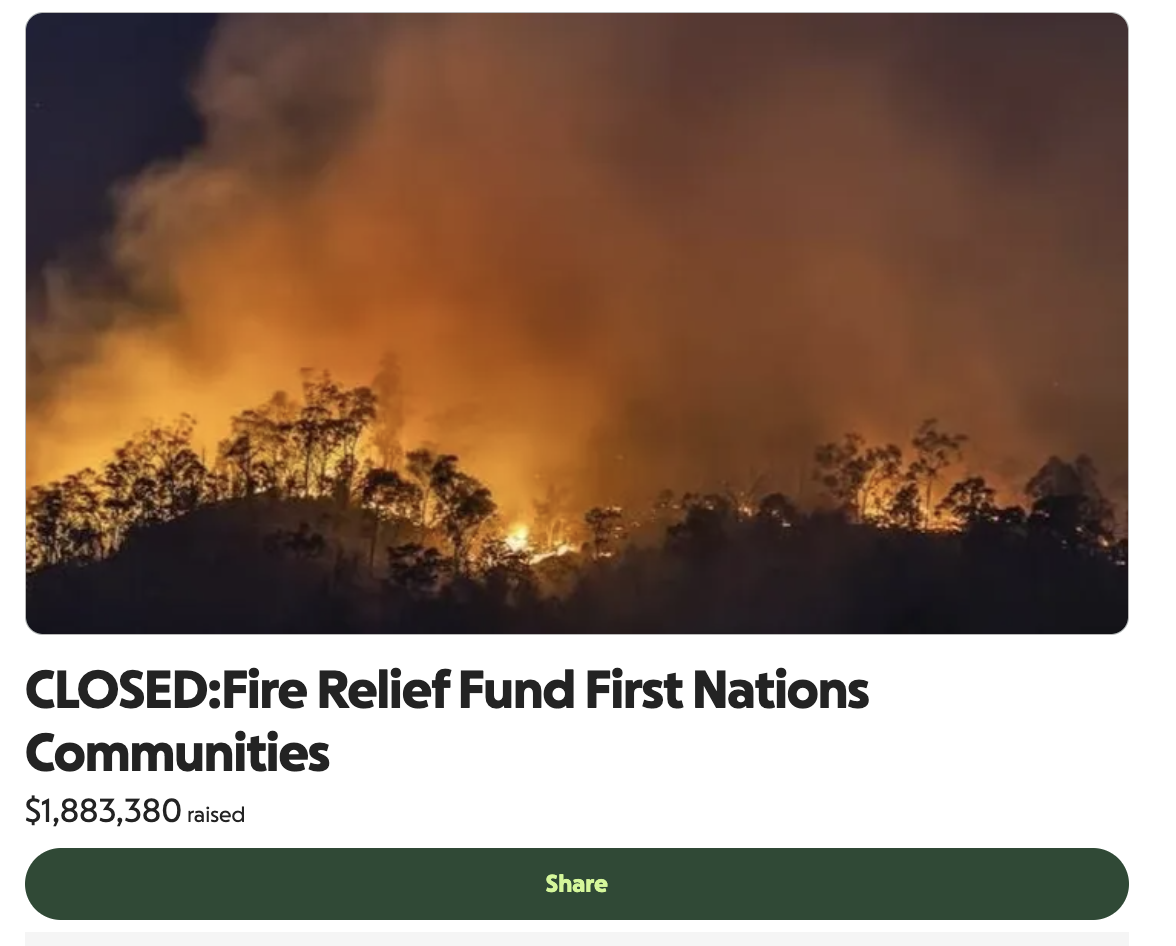 CLOSED:Fire Relief Fund First Nations
Communities
$1,883,380 raised
Share